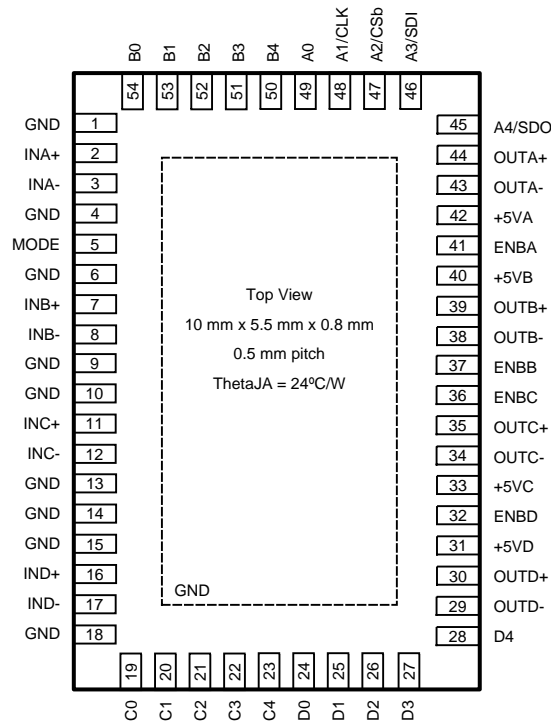 B0 B1 B2 B3 B4 A0 A1/CLK A2/CSb A3/SDI
54 53 52 51 50 49 48 47 46
GND 1
INA+ 2
INA- 3
GND 4
MODE 5
GND 6
INB+ 7
INB- 8
GND 9
GND 10
INC+ 11
INC- 12
GND 13
GND 14
GND 15
IND+ 16
IND- 17
GND 18
Top View
10 mm x 5.5 mm x 0.8 mm
0.5 mm pitch
ThetaJA = 24ºC/W
GND
45 A4/SDO
44 OUTA+
43 OUTA-
42 +5VA
41 ENBA
40 +5VB
39 OUTB+
38 OUTB-
37 ENBB
36 ENBC
35 OUTC+
34 OUTC-
33 +5VC
32 ENBD
31 +5VD
30 OUTD+
29 OUTD-
28 D4
19 20 21 22 23 24 25 26 27
C0 C1 C2 C3 C4 D0 D1 D2 D3